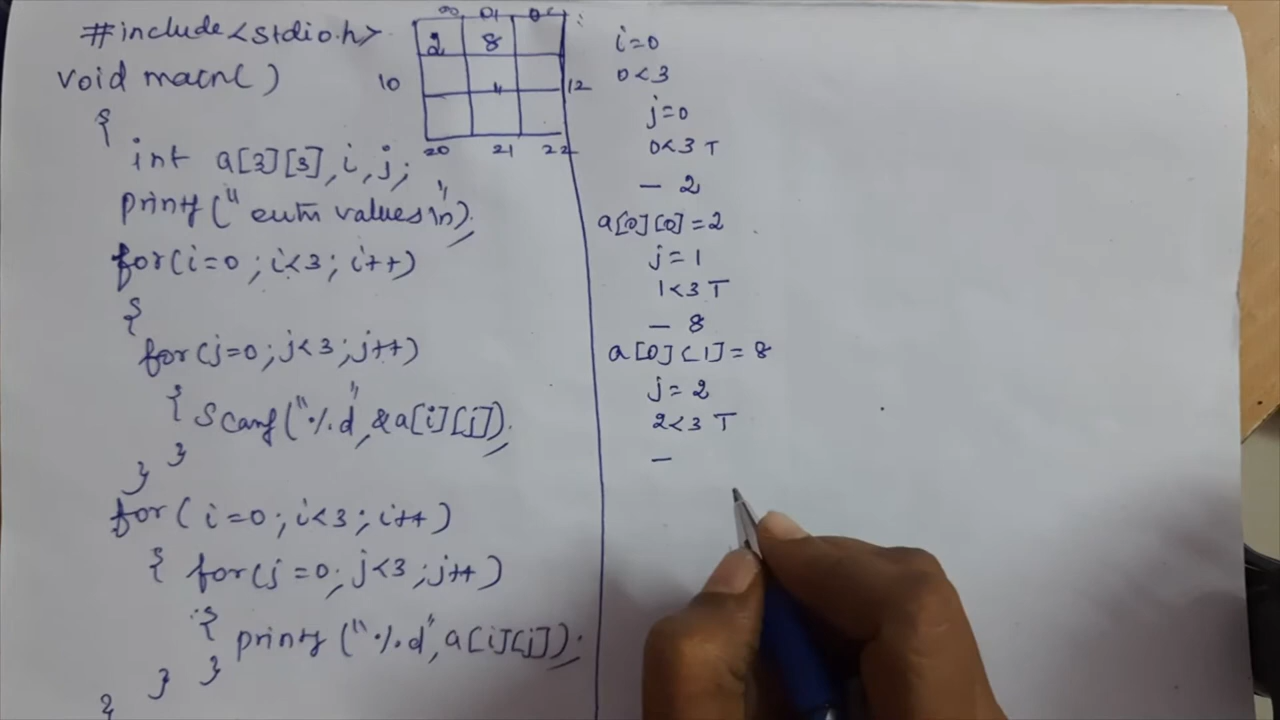 #include<stdio.h>
void main()
{
int a[3][3], i, j;
printf("enter values\n");
for(i=0; i<3; i++)
{
for(j=0; j<3; j++)
{ scanf("%d", &a[i][j]);
}
}
for(i=0; i<3; i++)
{ for(j=0; j<3; j++)
{ printf("%d", a[i][j]);
} }
}
00 01 02
2 8
10 11 12
20 21 22
i=0
0<3
j=0
0<3 T
— 2
a[0][0]=2
j=1
1<3 T
— 8
a[0][1]=8
j=2
2<3 T
—